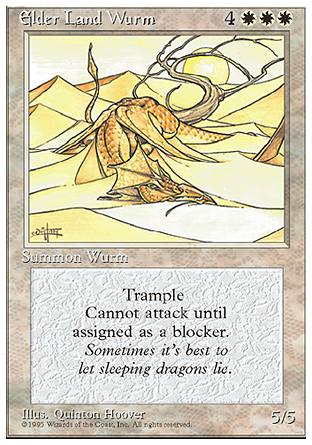 Elder Land Wurm 4
Summon Wurm
Trample
Cannot attack until
assigned as a blocker.
Sometimes it's best to
let sleeping dragons lie.
Illus. Quinton Hoover
©1995 Wizards of the Coast, Inc. All rights reserved.
5/5